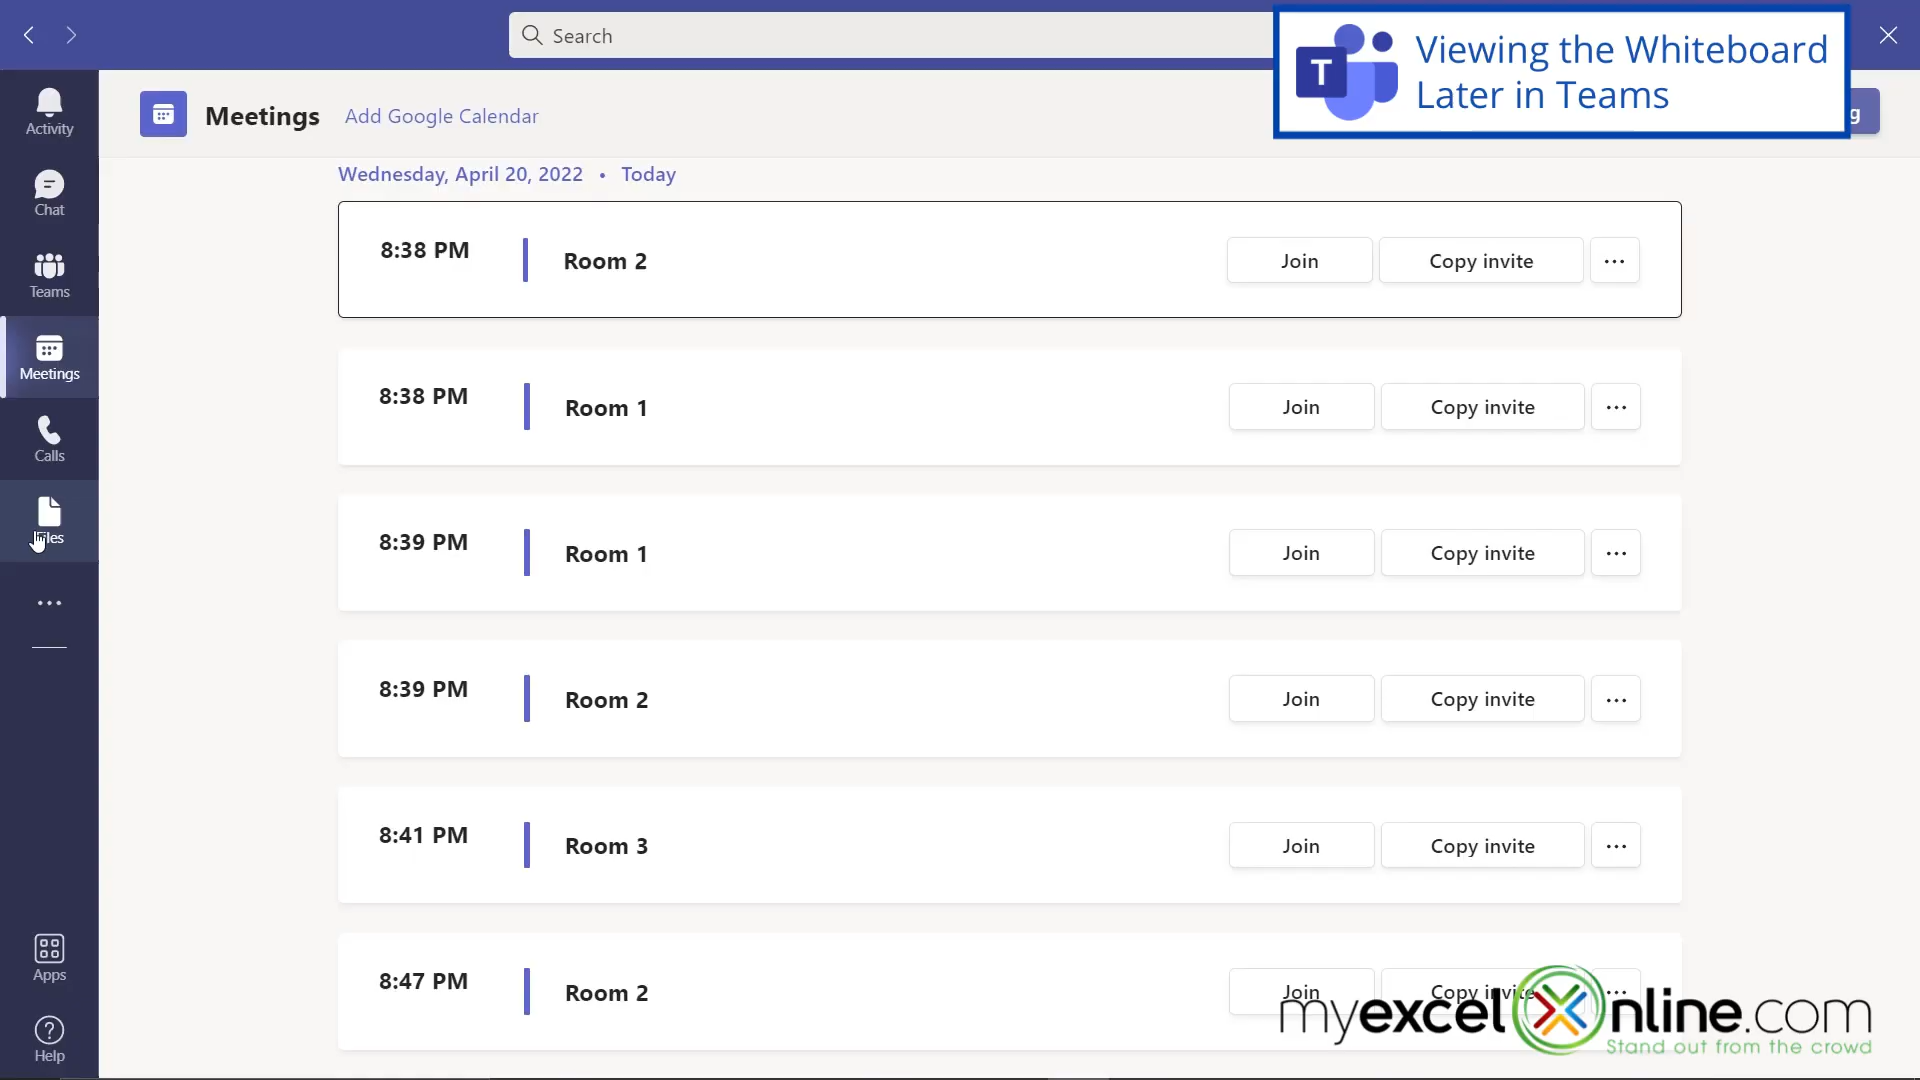 Search
T
Viewing the Whiteboard
Later in Teams
Activity
Chat
Teams
Meetings
Calls
Apps
Help
Meetings
Add Google Calendar
g
Wednesday, April 20, 2022 • Today
8:38 PM Room 2 Join Copy invite
8:38 PM Room 1 Join Copy invite
8:39 PM Room 1 Join Copy invite
8:39 PM Room 2 Join Copy invite
8:41 PM Room 3 Join Copy invite
8:47 PM Room 2 Join Copy invite
myexcelOnline.com
Stand out from the crowd